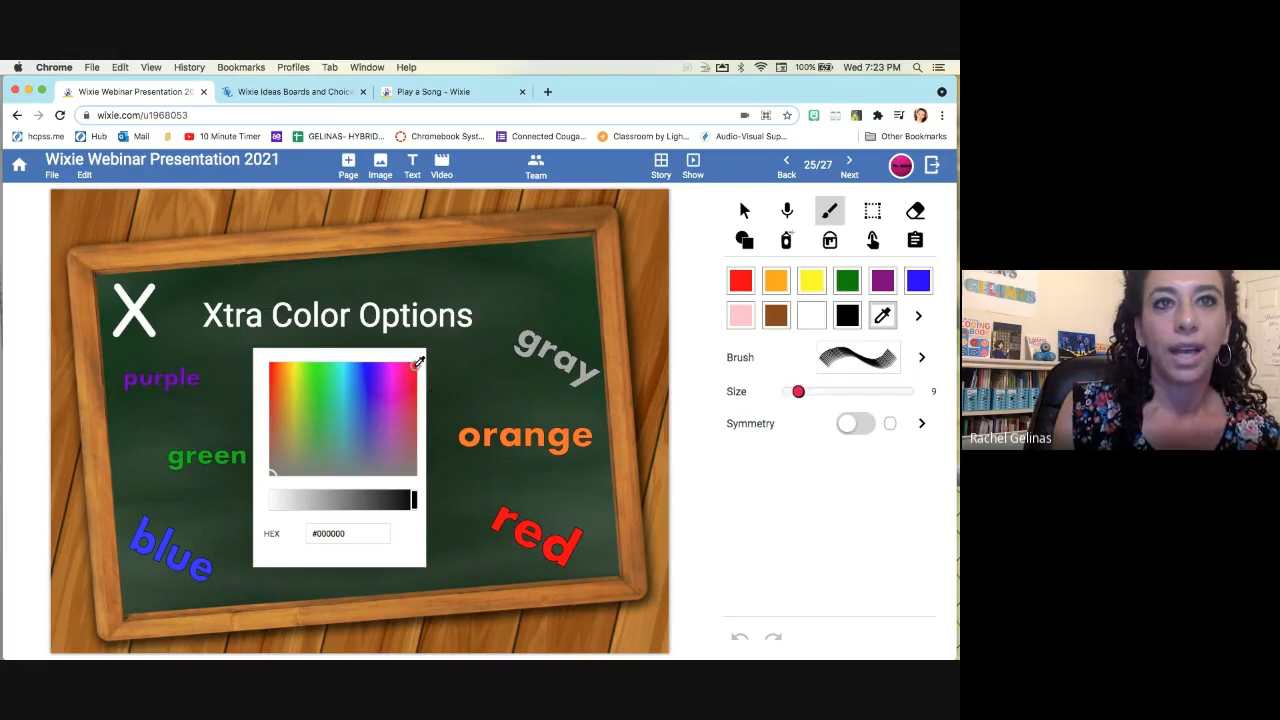 Chrome File Edit View History Bookmarks Profiles Tab Window Help 100% Wed 7:23 PM
Wixie Webinar Presentation 20 Wixie Ideas Boards and Choice Play a Song - Wixie
wixie.com/u1968053
hcpss.me Hub Mail 10 Minute Timer GELINAS- HYBRID... Chromebook Syst... Connected Couga... Classroom by Ligh... Audio-Visual Sup... Other Bookmarks
Wixie Webinar Presentation 2021
File Edit
Page Image Text Video Team Story Show Back 25/27 Next
X Xtra Color Options
gray
purple
orange
green
blue
red
HEX #000000
Brush
Size 9
Symmetry
Rachel Gelinas
CODING BOOK